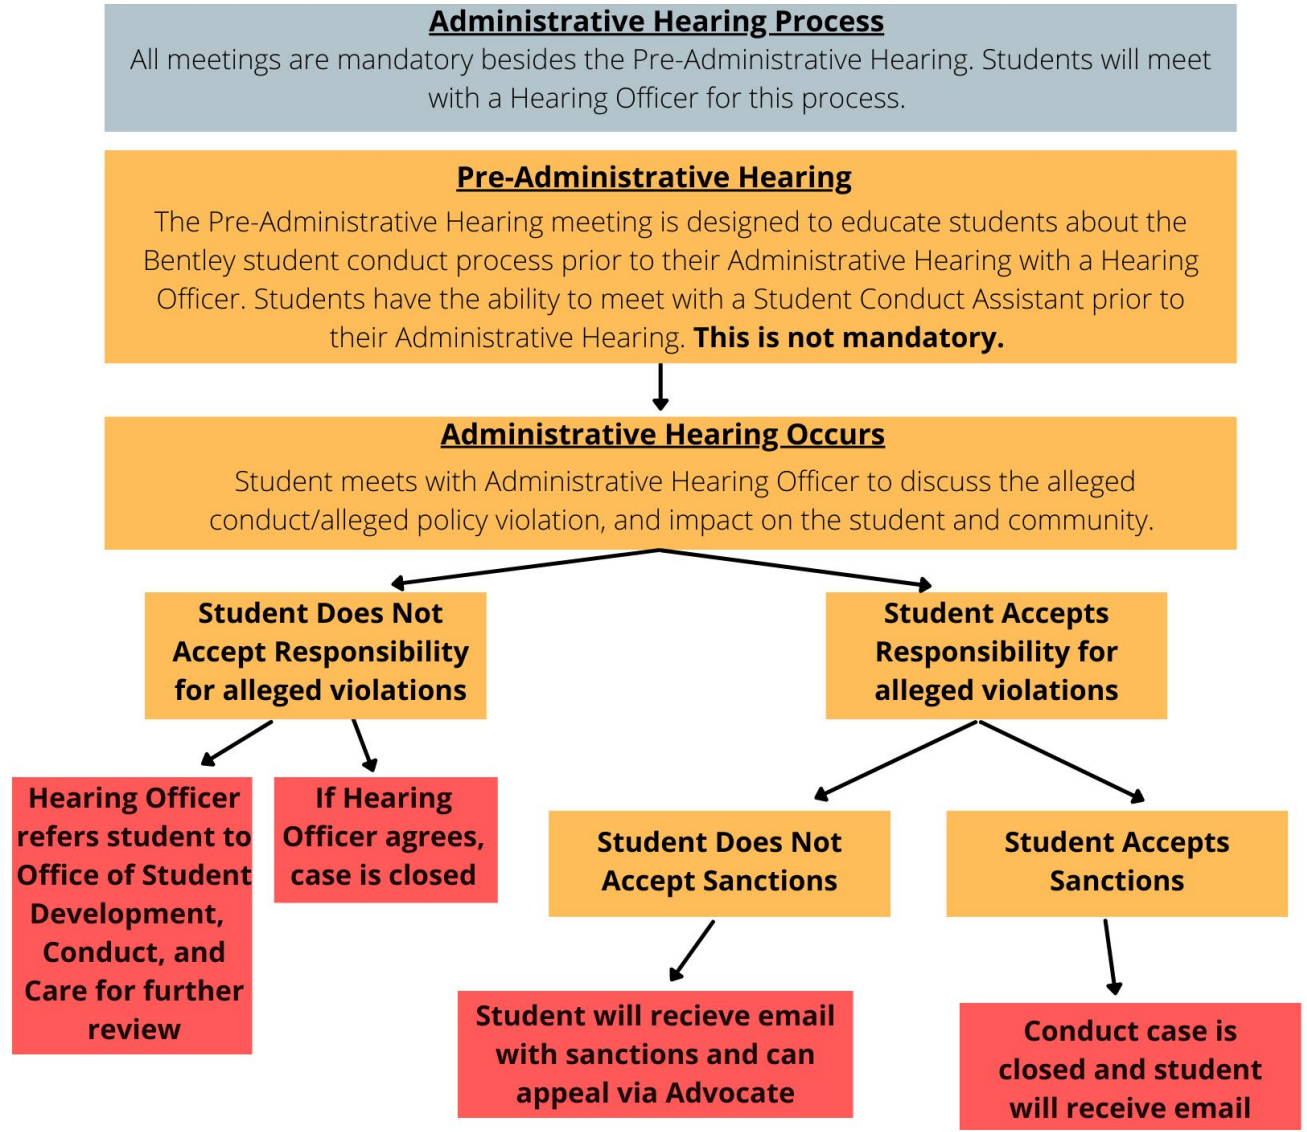 Administrative Hearing Process
All meetings are mandatory besides the Pre-Administrative Hearing. Students will meet
with a Hearing Officer for this process.
Pre-Administrative Hearing
The Pre-Administrative Hearing meeting is designed to educate students about the
Bentley student conduct process prior to their Administrative Hearing with a Hearing
Officer. Students have the ability to meet with a Student Conduct Assistant prior to
their Administrative Hearing. This is not mandatory.
Administrative Hearing Occurs
Student meets with Administrative Hearing Officer to discuss the alleged
conduct/alleged policy violation, and impact on the student and community.
Student Does Not
Accept Responsibility
for alleged violations
Student Accepts
Responsibility for
alleged violations
Hearing Officer
refers student to
Office of Student
Development,
Conduct, and
Care for further
review
If Hearing
Officer agrees,
case is closed
Student Does Not
Accept Sanctions
Student Accepts
Sanctions
Student will recieve email
with sanctions and can
appeal via Advocate
Conduct case is
closed and student
will receive email